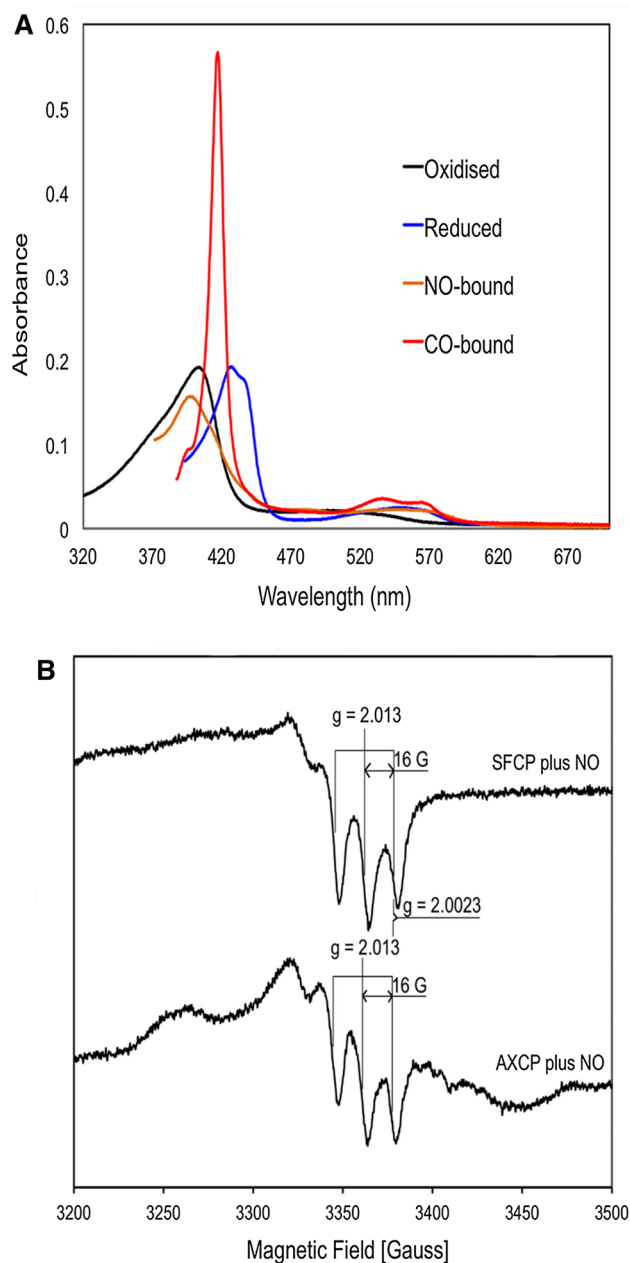 A
0.6
0.5
0.4
0.3
0.2
0.1
0
Absorbance
Oxidised
Reduced
NO-bound
CO-bound
320 370 420 470 520 570 620 670
Wavelength (nm)
B
g = 2.013
16 G
SFCP plus NO
g = 2.0023
g = 2.013
16 G
AXCP plus NO
3200 3250 3300 3350 3400 3450 3500
Magnetic Field [Gauss]